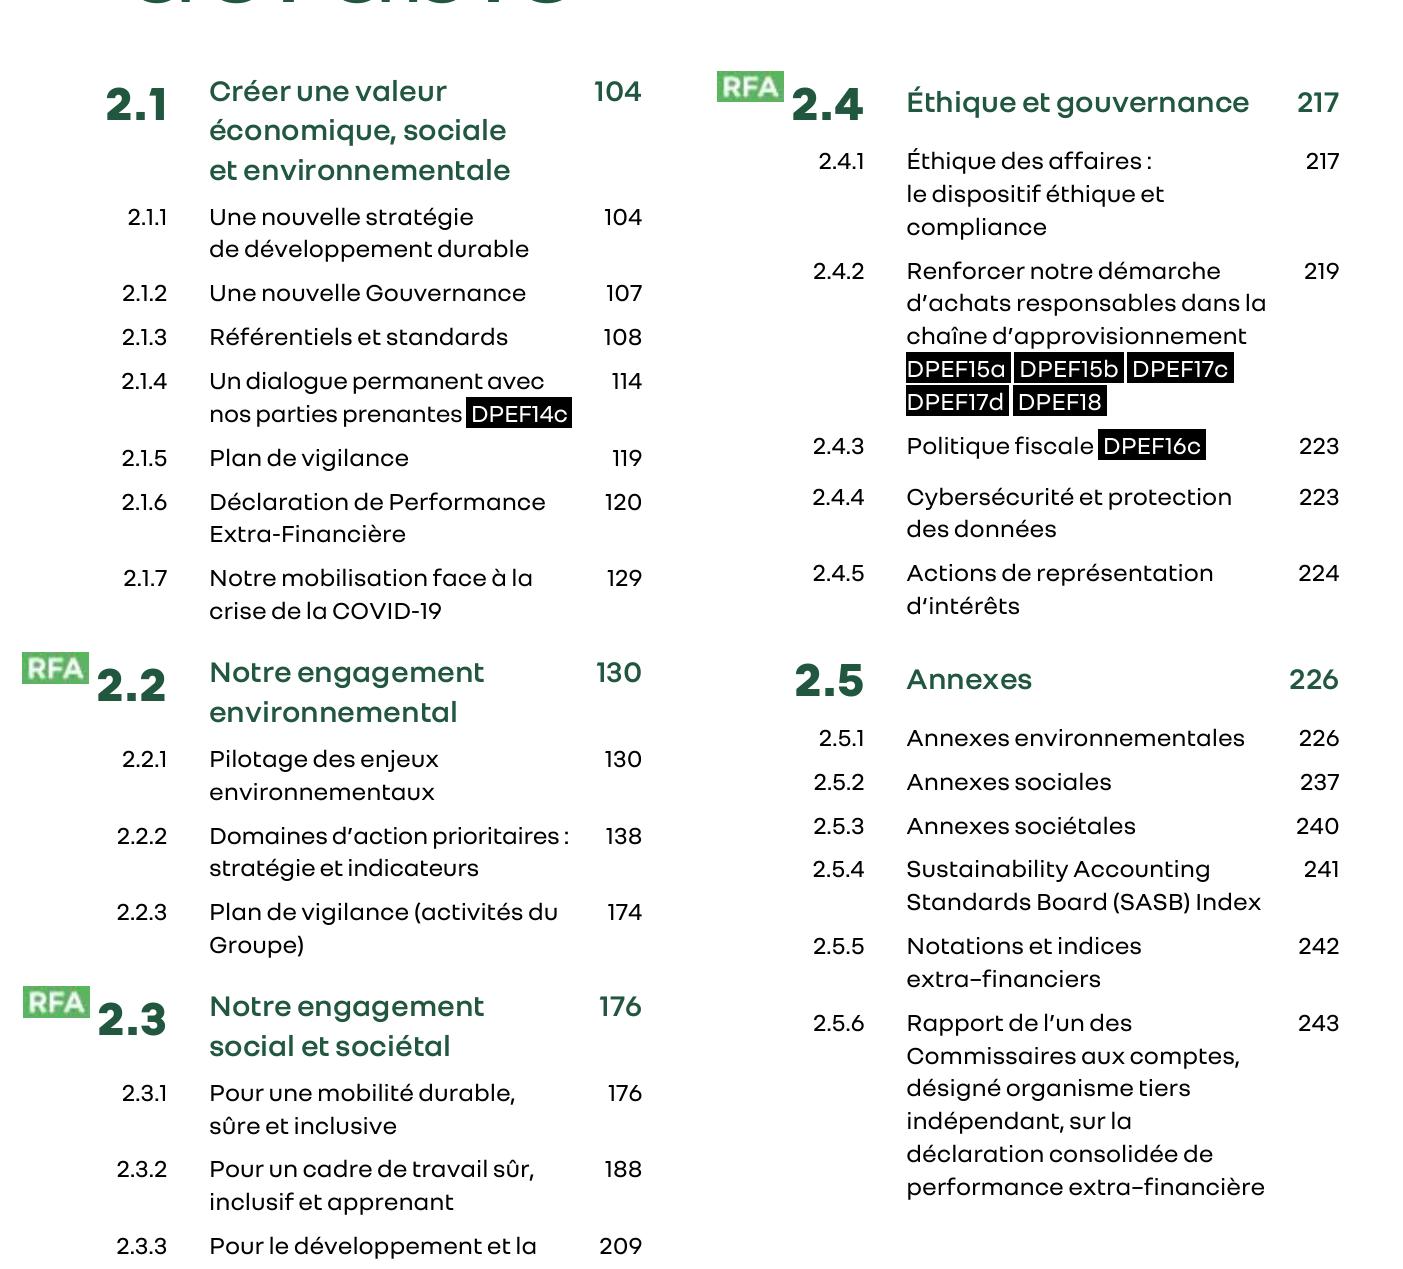 2.1 Créer une valeur 104
économique, sociale
et environnementale
2.1.1 Une nouvelle stratégie 104
de développement durable
2.1.2 Une nouvelle Gouvernance 107
2.1.3 Référentiels et standards 108
2.1.4 Un dialogue permanent avec 114
nos parties prenantes DPEF14c
2.1.5 Plan de vigilance 119
2.1.6 Déclaration de Performance 120
Extra-Financière
2.1.7 Notre mobilisation face à la 129
crise de la COVID-19
RFA 2.2 Notre engagement 130
environnemental
2.2.1 Pilotage des enjeux 130
environnementaux
2.2.2 Domaines d’action prioritaires : 138
stratégie et indicateurs
2.2.3 Plan de vigilance (activités du 174
Groupe)
RFA 2.3 Notre engagement 176
social et sociétal
2.3.1 Pour une mobilité durable, 176
sûre et inclusive
2.3.2 Pour un cadre de travail sûr, 188
inclusif et apprenant
2.3.3 Pour le développement et la 209
RFA 2.4 Éthique et gouvernance 217
2.4.1 Éthique des affaires : 217
le dispositif éthique et
compliance
2.4.2 Renforcer notre démarche 219
d’achats responsables dans la
chaîne d’approvisionnement
DPEF15a DPEF15b DPEF17c
DPEF17d DPEF18
2.4.3 Politique fiscale DPEF16c 223
2.4.4 Cybersécurité et protection 223
des données
2.4.5 Actions de représentation 224
d’intérêts
2.5 Annexes 226
2.5.1 Annexes environnementales 226
2.5.2 Annexes sociales 237
2.5.3 Annexes sociétales 240
2.5.4 Sustainability Accounting 241
Standards Board (SASB) Index
2.5.5 Notations et indices 242
extra–financiers
2.5.6 Rapport de l’un des 243
Commissaires aux comptes,
désigné organisme tiers
indépendant, sur la
déclaration consolidée de
performance extra–financière